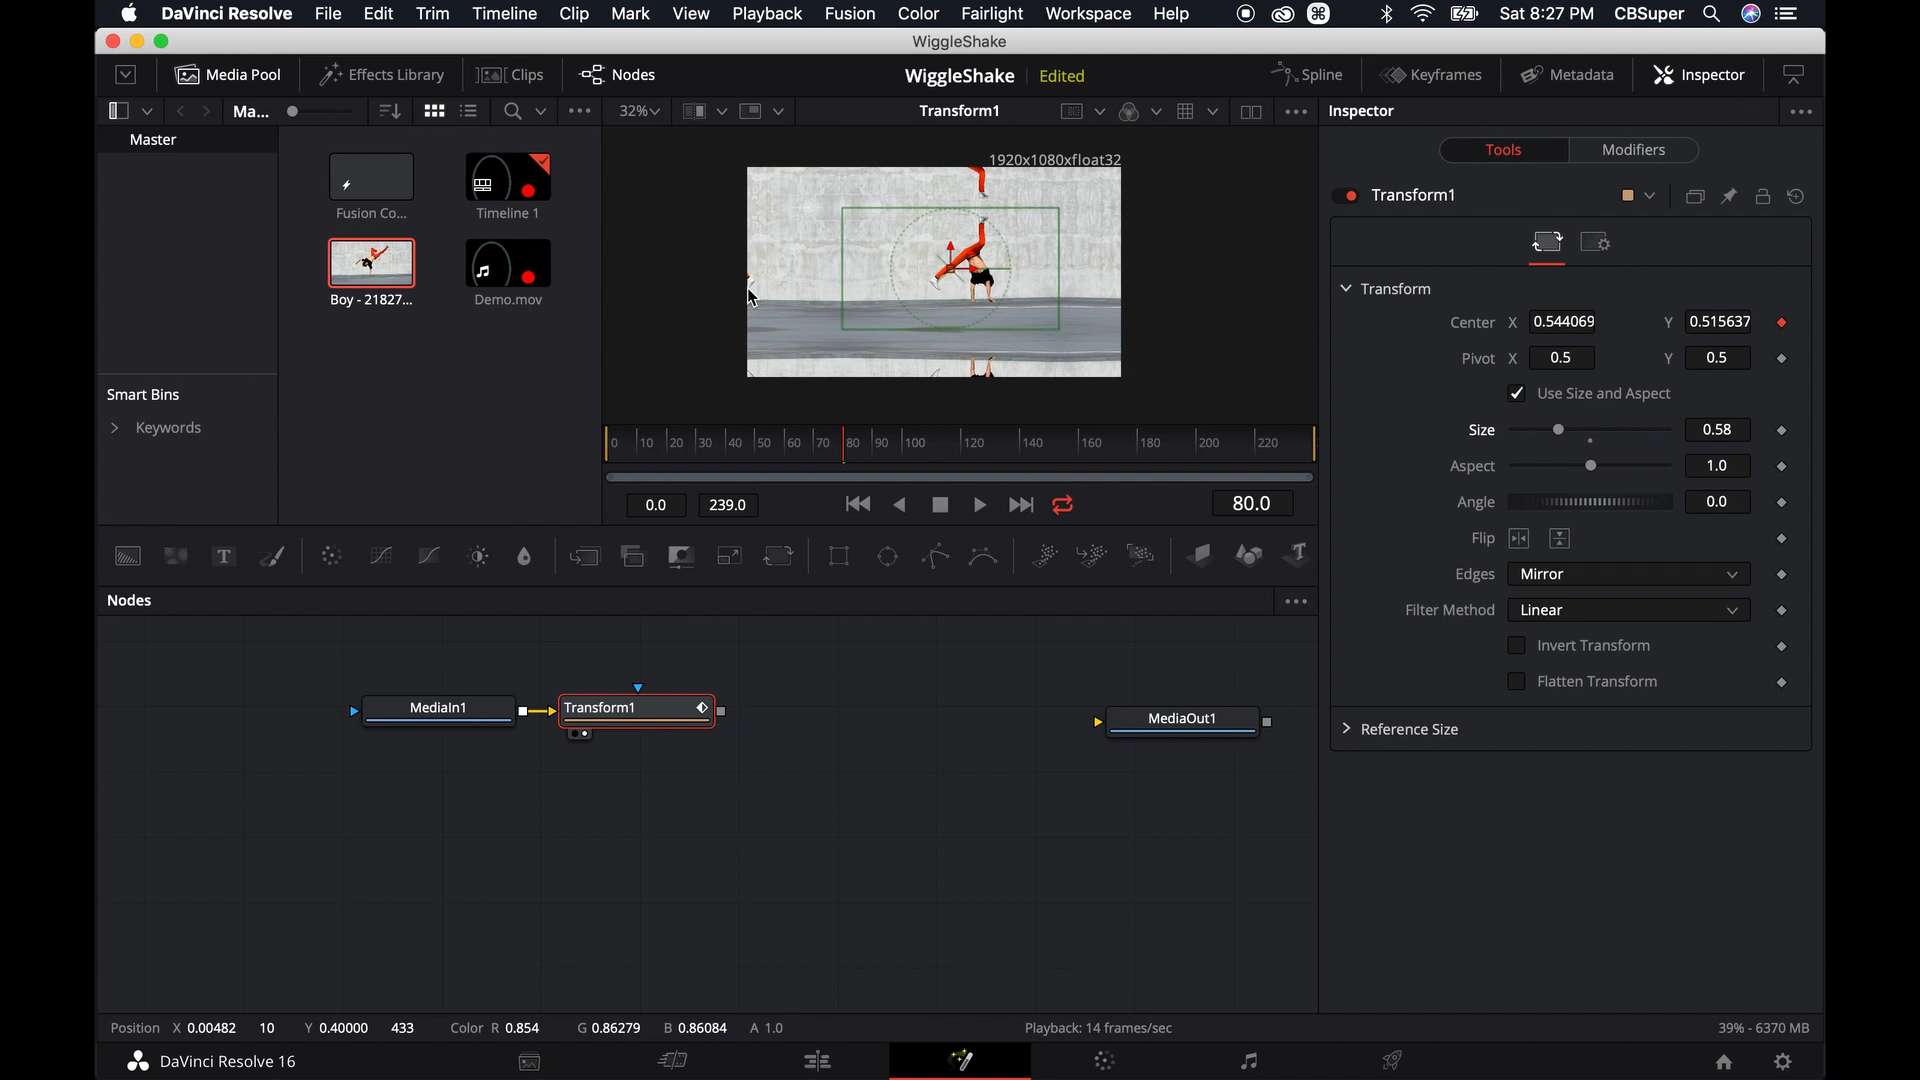 DaVinci Resolve File Edit Trim Timeline Clip Mark View Playback Fusion Color Fairlight Workspace Help Sat 8:27 PM CBSuper
WiggleShake
Media Pool Effects Library Clips Nodes WiggleShake Edited Spline Keyframes Metadata Inspector
Ma... 32% Transform1 Inspector
Master
1920x1080xfloat32
Tools Modifiers
Transform1
Fusion Co... Timeline 1
Boy - 21827... Demo.mov
Transform
Center X 0.544069 Y 0.515637
Pivot X 0.5 Y 0.5
Use Size and Aspect
Smart Bins
Keywords
Size 0.58
0 10 20 30 40 50 60 70 80 90 100 120 140 160 180 200 220
Aspect 1.0
0.0 239.0 80.0
Angle 0.0
Flip
Edges Mirror
Nodes
Filter Method Linear
Invert Transform
Flatten Transform
MediaIn1 Transform1 MediaOut1
Reference Size
Position X 0.00482 10 Y 0.40000 433 Color R 0.854 G 0.86279 B 0.86084 A 1.0 Playback: 14 frames/sec 39% - 6370 MB
DaVinci Resolve 16